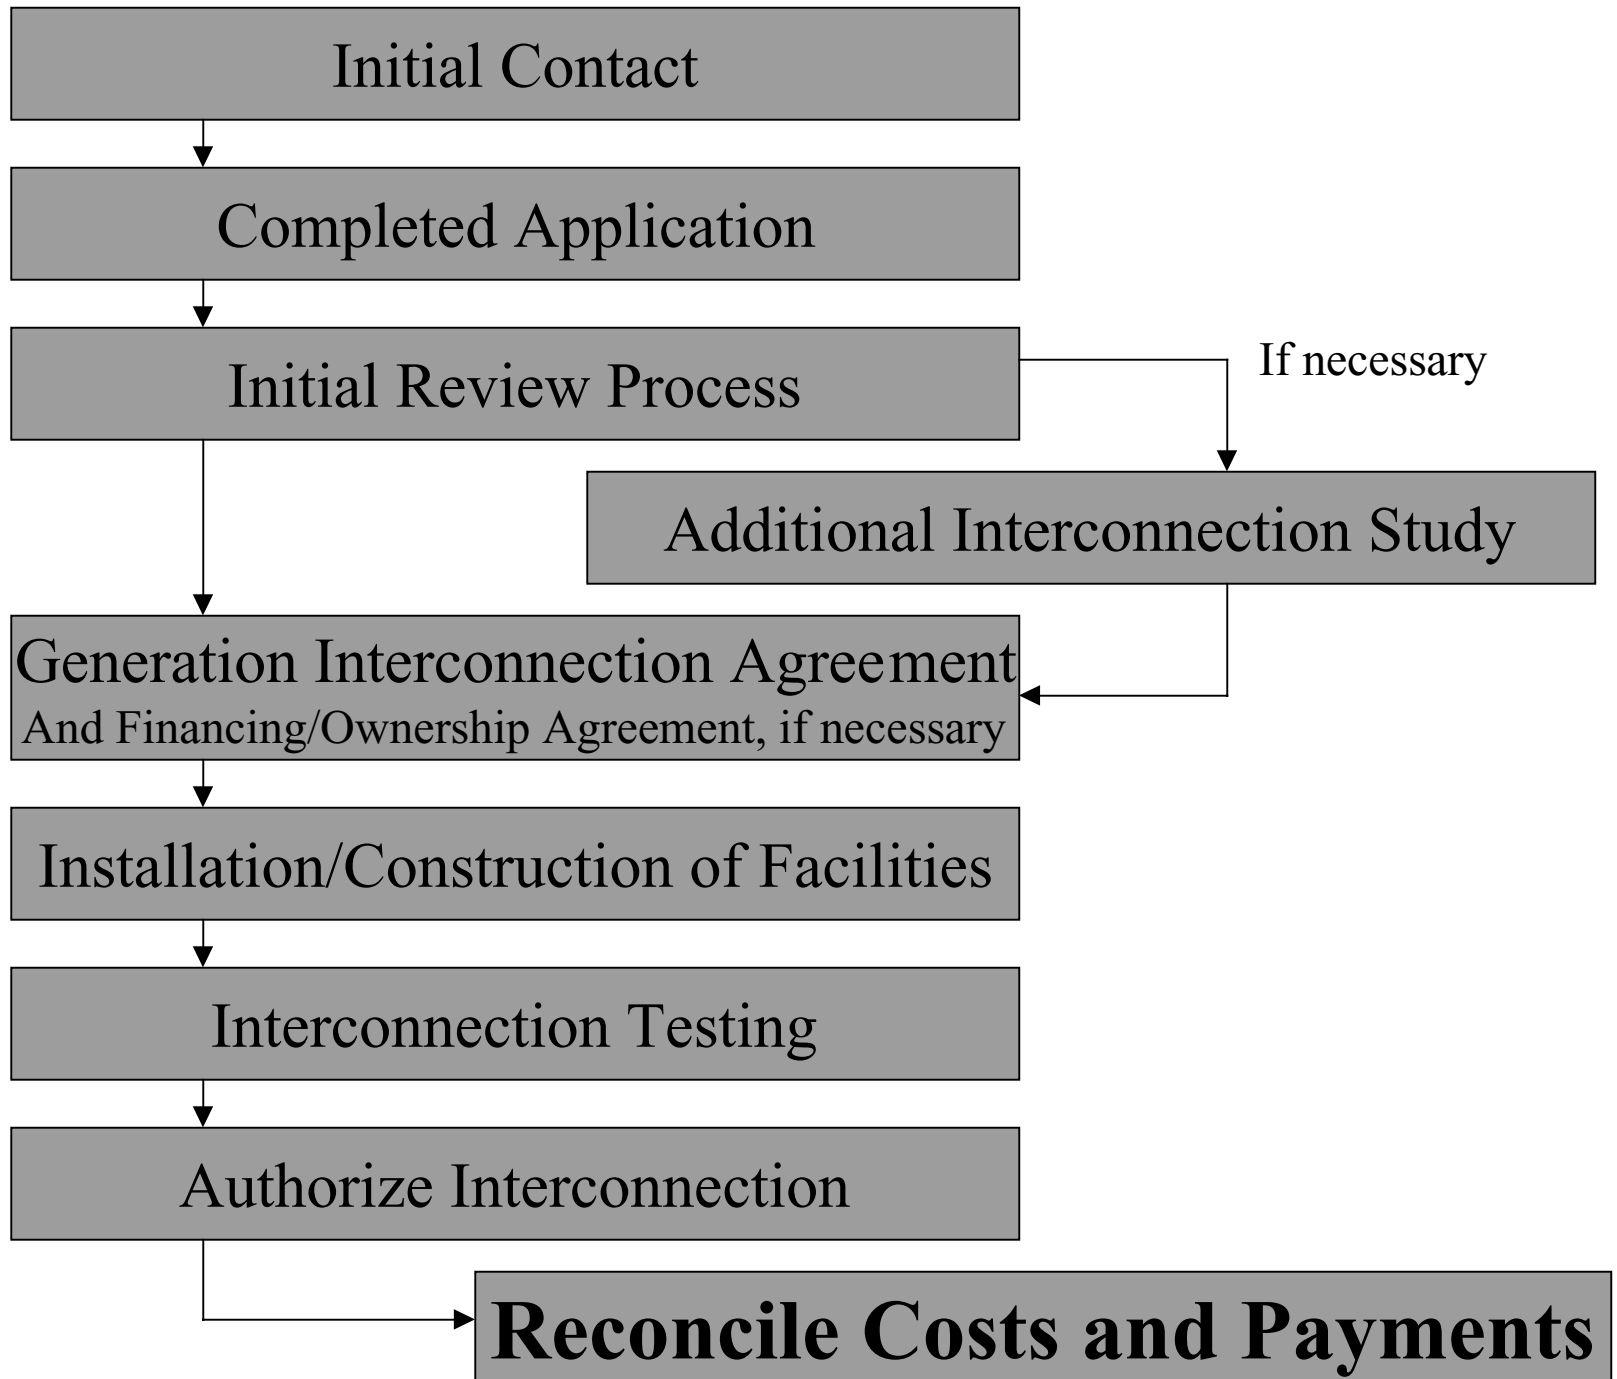 Initial Contact
Completed Application
Initial Review Process
If necessary
Additional Interconnection Study
Generation Interconnection Agreement
And Financing/Ownership Agreement, if necessary
Installation/Construction of Facilities
Interconnection Testing
Authorize Interconnection
Reconcile Costs and Payments